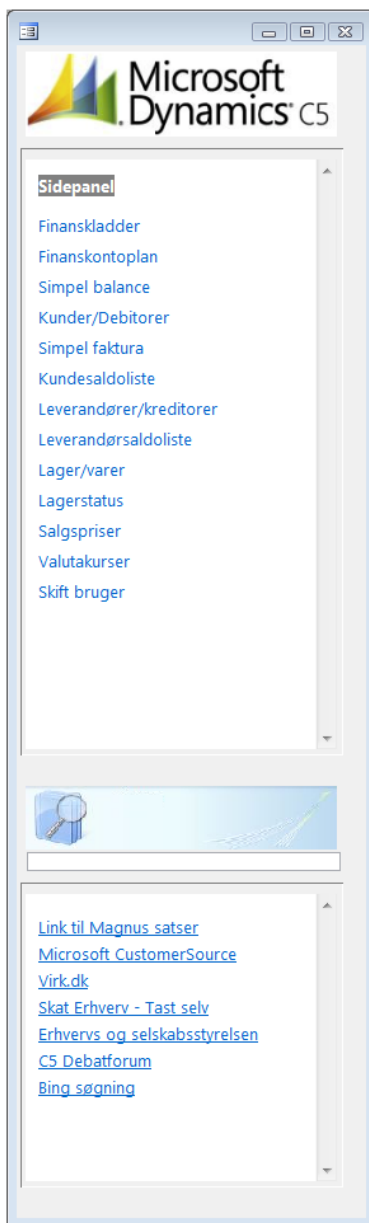 Microsoft
Dynamics C5
Sidepanel
Finanskladder
Finanskontoplan
Simpel balance
Kunder/Debitorer
Simpel faktura
Kundesaldoliste
Leverandører/kreditorer
Leverandørsaldoliste
Lager/varer
Lagerstatus
Salgspriser
Valutakurser
Skift bruger
Link til Magnus satser
Microsoft CustomerSource
Virk.dk
Skat Erhverv - Tast selv
Erhvervs og selskabsstyrelsen
C5 Debatforum
Bing søgning